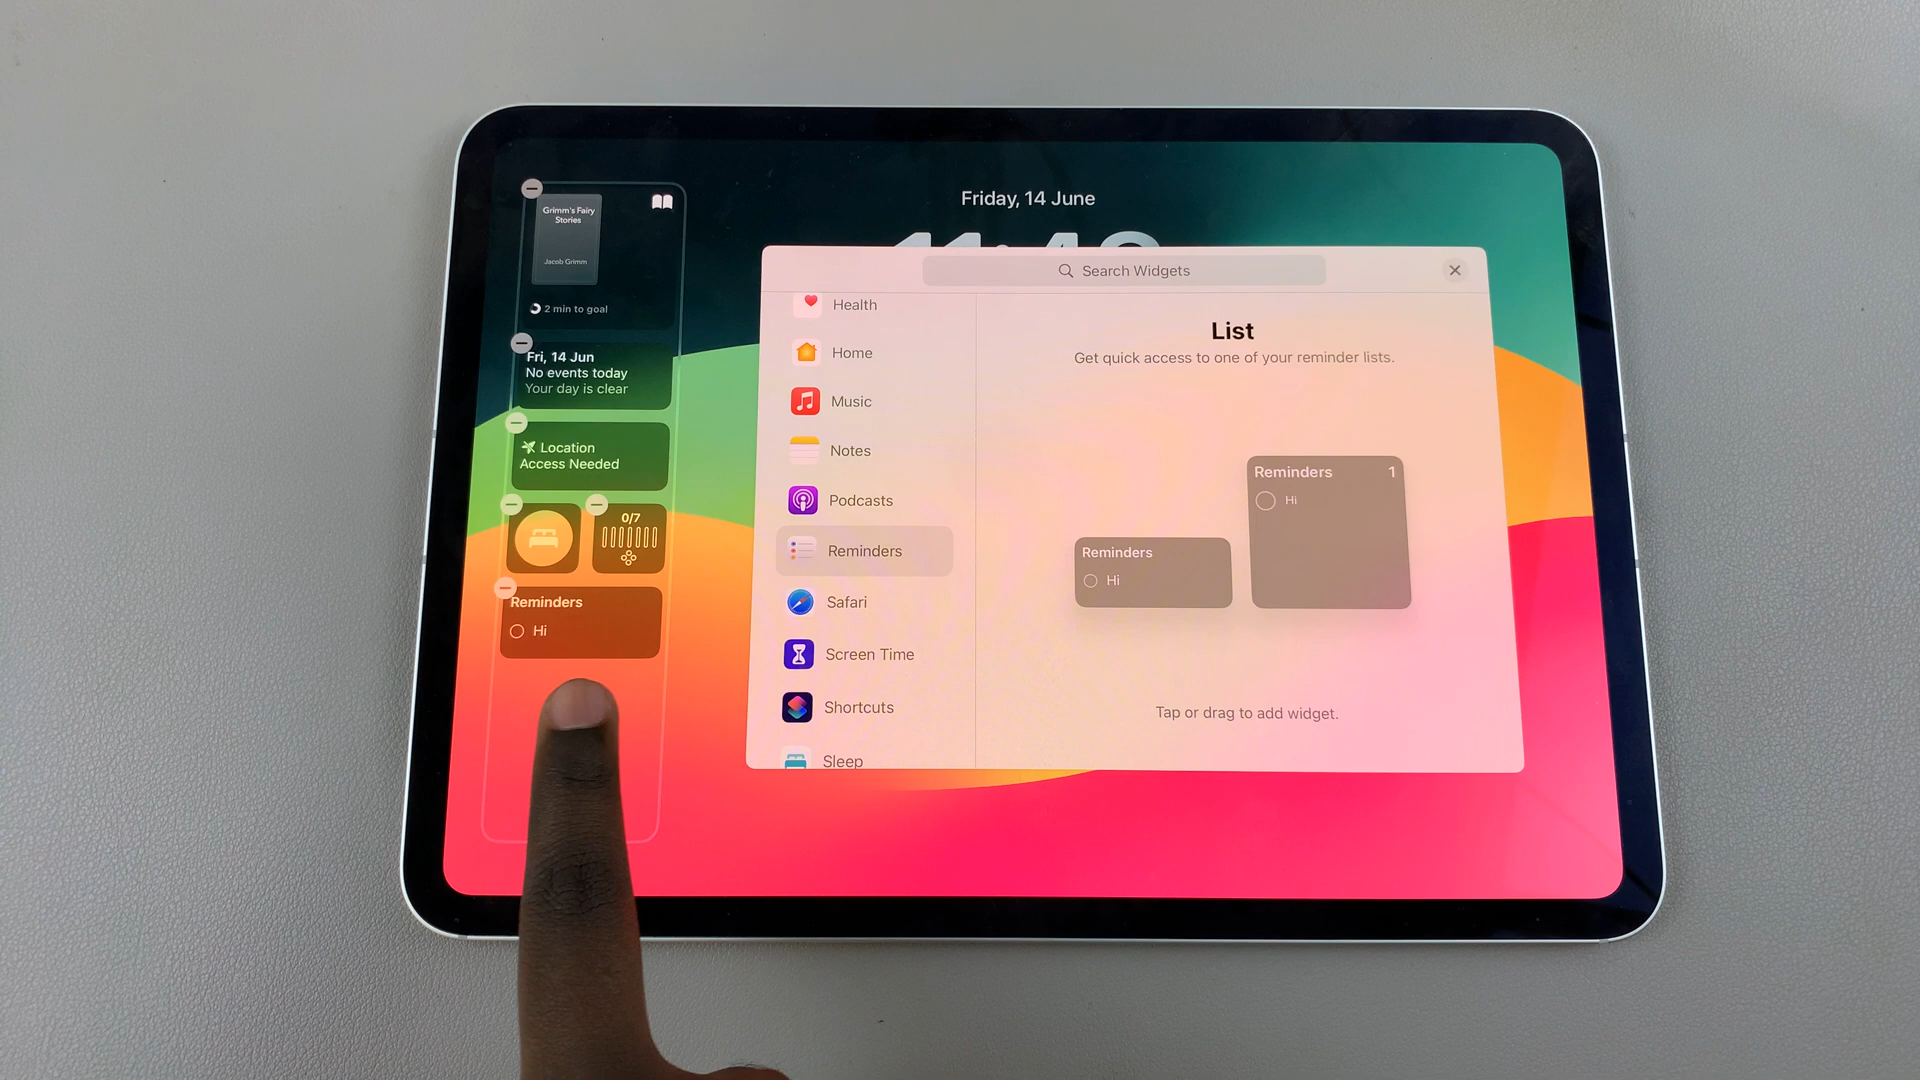 Friday, 14 June
Grimm's Fairy
Stories
Jacob Grimm
2 min to goal
Fri, 14 Jun
No events today
Your day is clear
Location
Access Needed
0/7
Reminders
Hi
Search Widgets
Health
Home
Music
Notes
Podcasts
Reminders
Safari
Screen Time
Shortcuts
Sleep
List
Get quick access to one of your reminder lists.
Reminders
Hi
Reminders 1
Hi
Tap or drag to add widget.